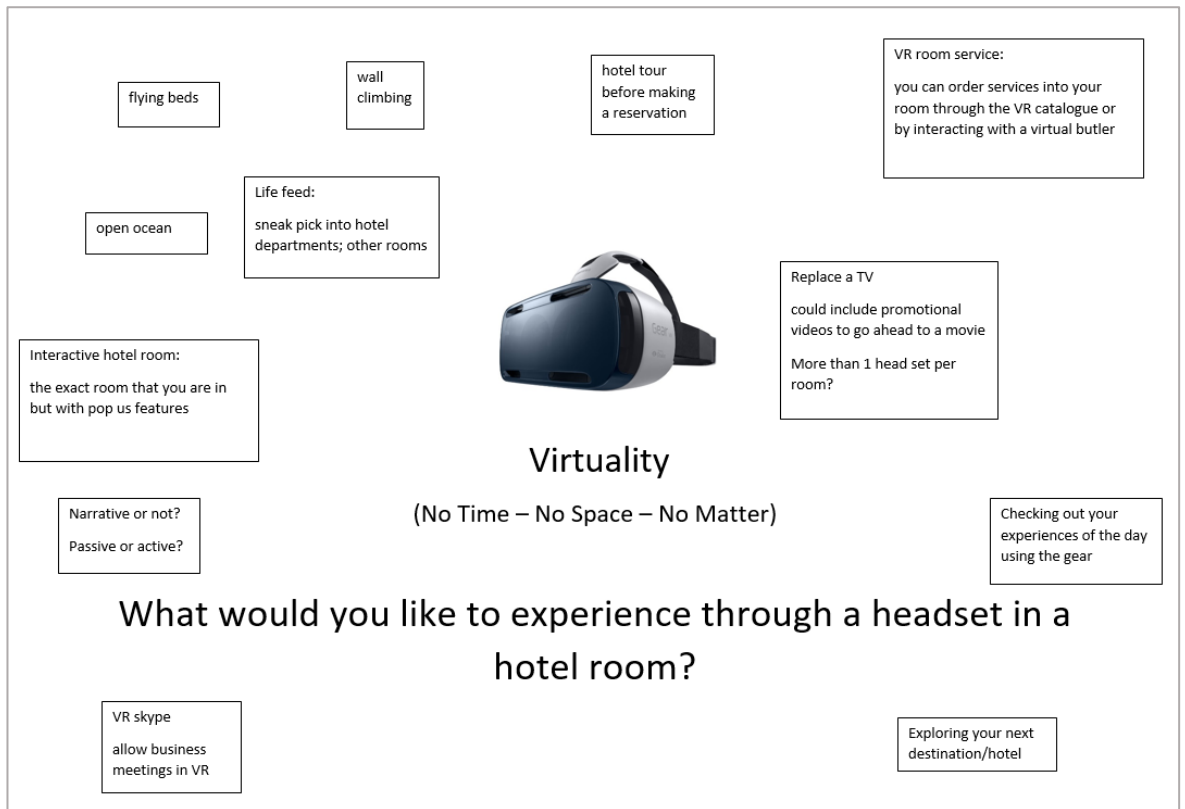 flying beds
wall
climbing
hotel tour
before making
a reservation
VR room service:
you can order services into your
room through the VR catalogue or
by interacting with a virtual butler
open ocean
Life feed:
sneak pick into hotel
departments; other rooms
Replace a TV
could include promotional
videos to go ahead to a movie
More than 1 head set per
room?
Gear
Interactive hotel room:
the exact room that you are in
but with pop us features
Virtuality
(No Time – No Space – No Matter)
Narrative or not?
Passive or active?
Checking out your
experiences of the day
using the gear
What would you like to experience through a headset in a
hotel room?
VR skype
allow business
meetings in VR
Exploring your next
destination/hotel